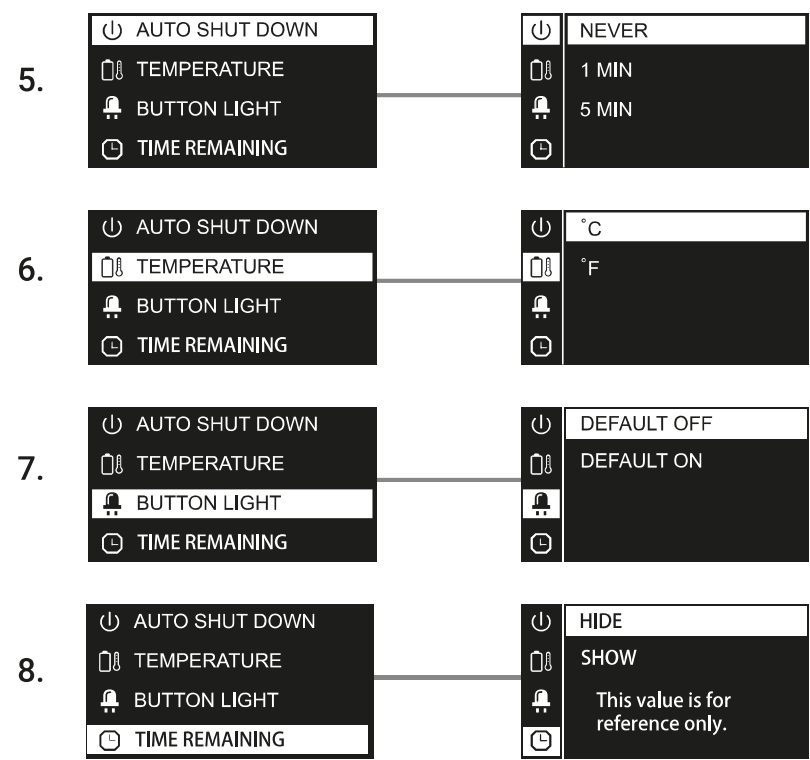 5.
AUTO SHUT DOWN
TEMPERATURE
BUTTON LIGHT
TIME REMAINING
NEVER
1 MIN
5 MIN
6.
AUTO SHUT DOWN
TEMPERATURE
BUTTON LIGHT
TIME REMAINING
°C
°F
7.
AUTO SHUT DOWN
TEMPERATURE
BUTTON LIGHT
TIME REMAINING
DEFAULT OFF
DEFAULT ON
8.
AUTO SHUT DOWN
TEMPERATURE
BUTTON LIGHT
TIME REMAINING
HIDE
SHOW
This value is for
reference only.